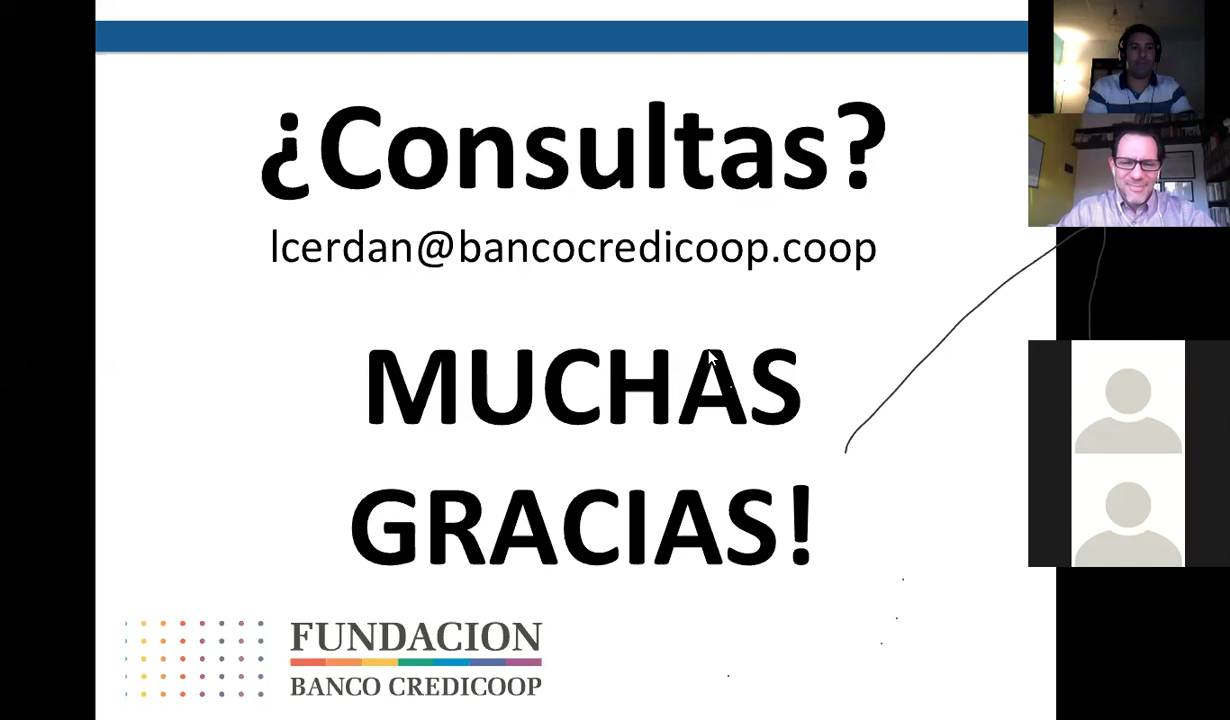 ¿Consultas?
lcerdan@bancocredicoop.coop
MUCHAS
GRACIAS!
FUNDACION
BANCO CREDICOOP